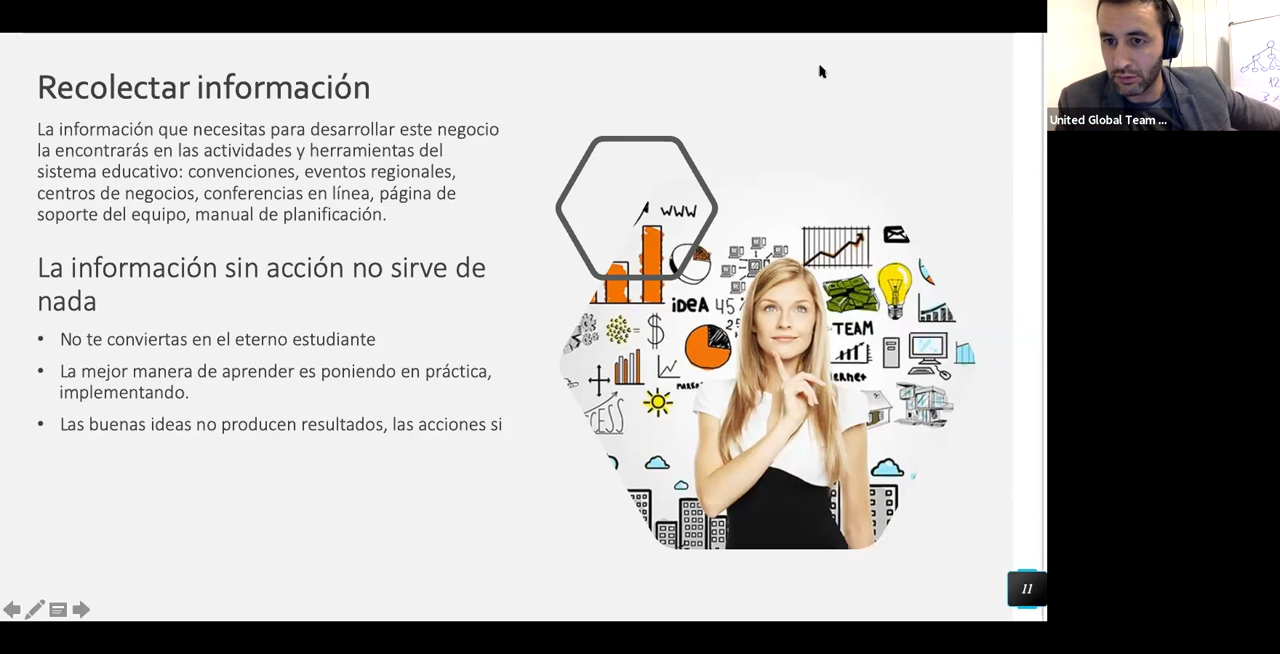 Recolectar información
La información que necesitas para desarrollar este negocio
la encontrarás en las actividades y herramientas del
sistema educativo: convenciones, eventos regionales,
centros de negocios, conferencias en línea, página de
soporte del equipo, manual de planificación.
La información sin acción no sirve de
nada
• No te conviertas en el eterno estudiante
• La mejor manera de aprender es poniendo en práctica,
implementando.
• Las buenas ideas no producen resultados, las acciones si
WWW
iDEA 45
TEAM
$
11
United Global Team ...